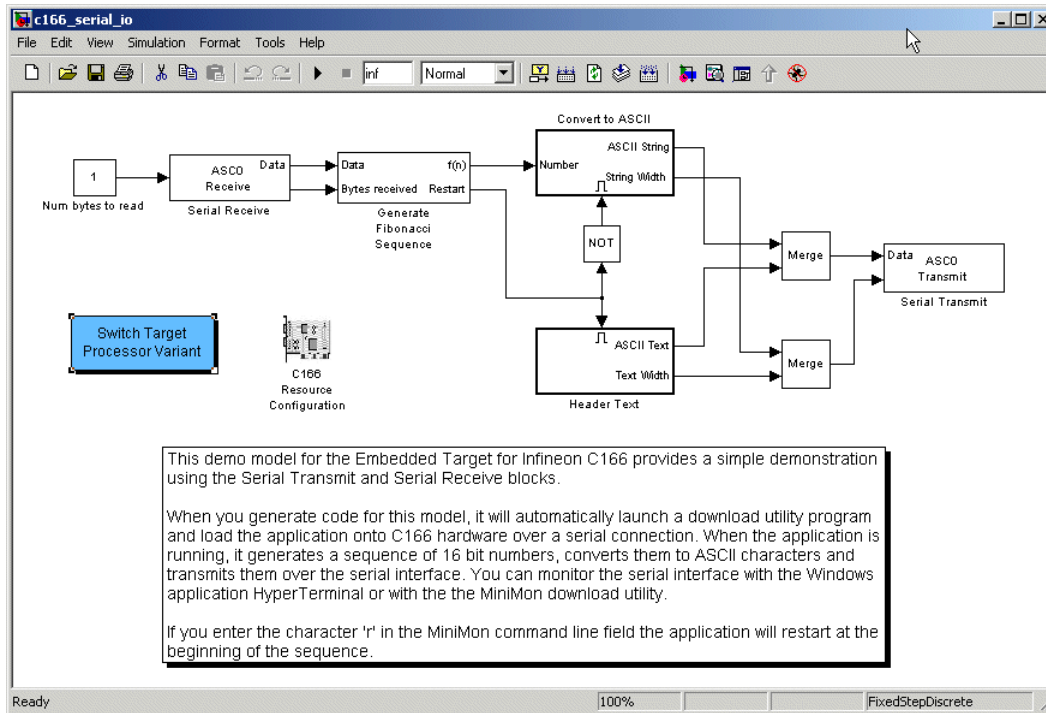 c166_serial_io
File Edit View Simulation Format Tools Help
inf Normal
Convert to ASCII
ASCII String
Number
String Width
1
Num bytes to read
ASC0
Receive
Data
Serial Receive
Data
f(n)
Bytes received
Restart
Generate
Fibonacci
Sequence
NOT
Merge
Data
ASC0
Transmit
Serial Transmit
Switch Target
Processor Variant
C166
Resource
Configuration
ASCII Text
Text Width
Header Text
Merge
This demo model for the Embedded Target for Infineon C166 provides a simple demonstration
using the Serial Transmit and Serial Receive blocks.
When you generate code for this model, it will automatically launch a download utility program
and load the application onto C166 hardware over a serial connection. When the application is
running, it generates a sequence of 16 bit numbers, converts them to ASCII characters and
transmits them over the serial interface. You can monitor the serial interface with the Windows
application HyperTerminal or with the the MiniMon download utility.
If you enter the character 'r' in the MiniMon command line field the application will restart at the
beginning of the sequence.
Ready 100% FixedStepDiscrete